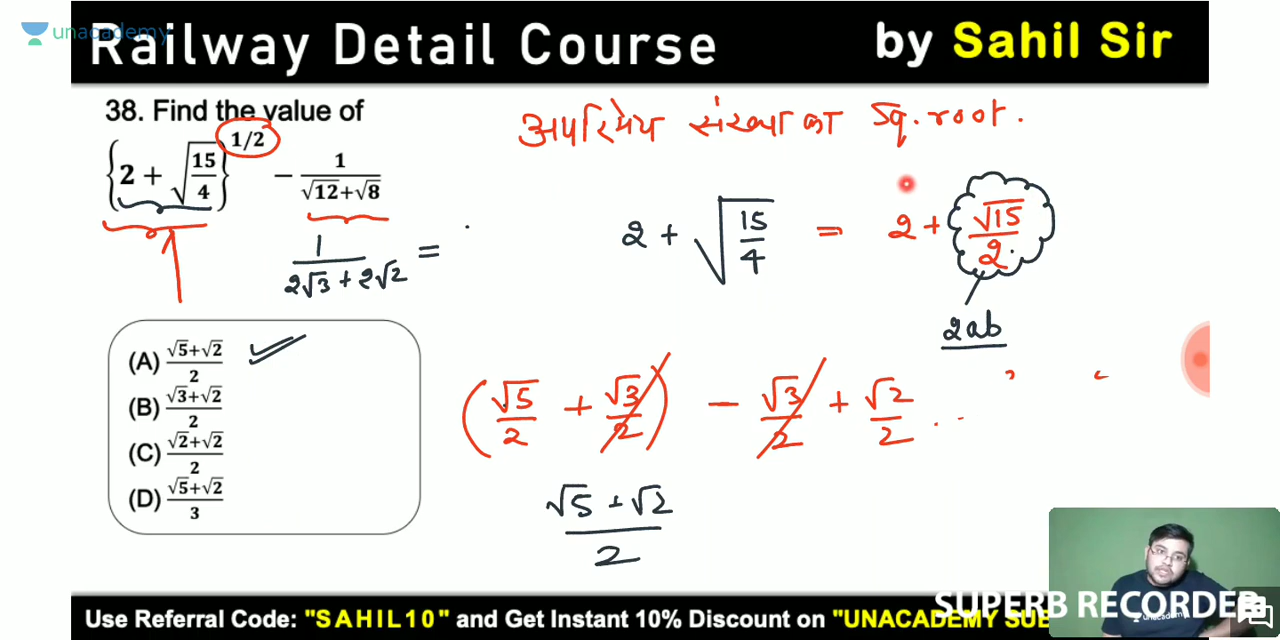 unacademy
Railway Detail Course by Sahil Sir
38. Find the value of
{2 + √(15/4)}^1/2 − 1/(√12+√8)
1/(2√3 + 2√2) =
अपरिमेय संख्या का Sq. root.
2 + √(15/4) = 2 + √15/2
2ab
(A) (√5+√2)/2
(B) (√3+√2)/2
(C) (√2+√2)/2
(D) (√5+√2)/3
(√5/2 + √3/2) − √3/2 + √2/2
(√5 + √2)/2
SUPERB RECORDER
Use Referral Code: "SAHIL10" and Get Instant 10% Discount on "UNACADEMY